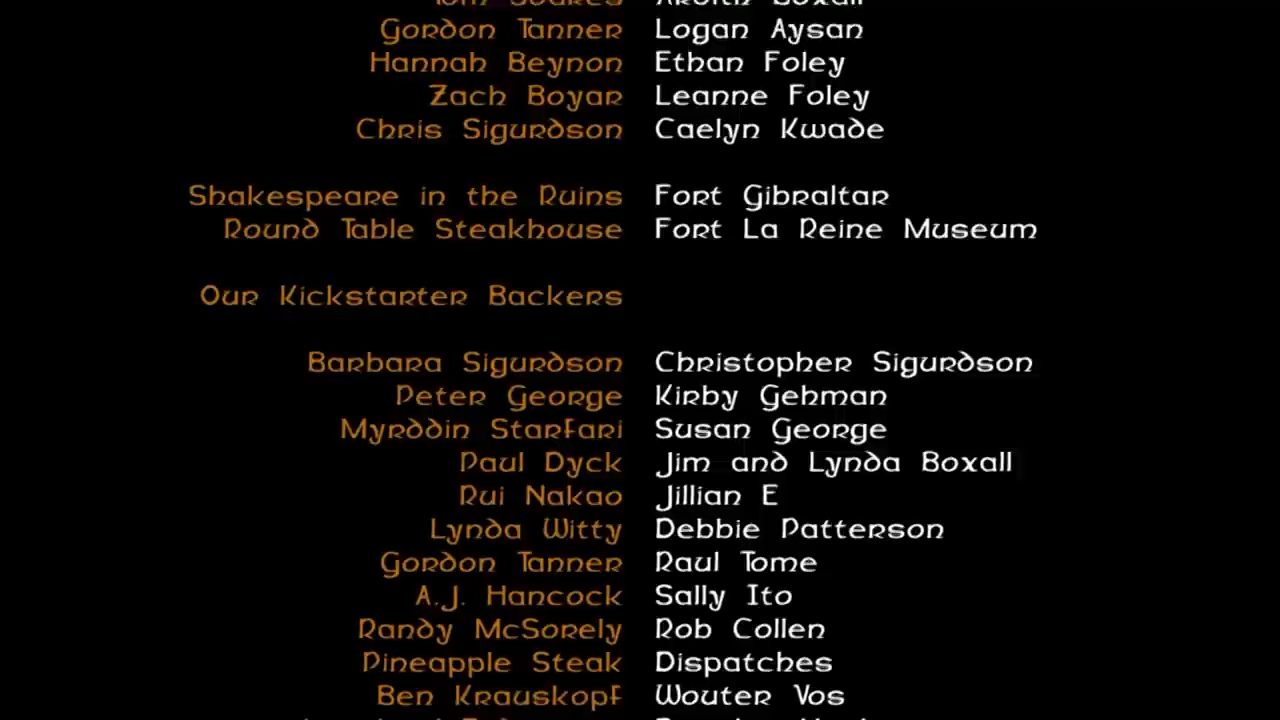 Gordon Tanner Logan Aysan
Hannah Beynon Ethan Foley
Zach Boyar Leanne Foley
Chris Sigurdson Caelyn Kwade
Shakespeare in the Ruins Fort Gibraltar
Round Table Steakhouse Fort La Reine Museum
Our Kickstarter Backers
Barbara Sigurdson Christopher Sigurdson
Peter George Kirby Gehman
Myrddin Starfari Susan George
Paul Dyck Jim and Lynda Boxall
Rui Nakao Jillian E
Lynda Witty Debbie Patterson
Gordon Tanner Raul Tome
A.J. Hancock Sally Ito
Randy McSorely Rob Collen
Pineapple Steak Dispatches
Ben Krauskopf Wouter Vos